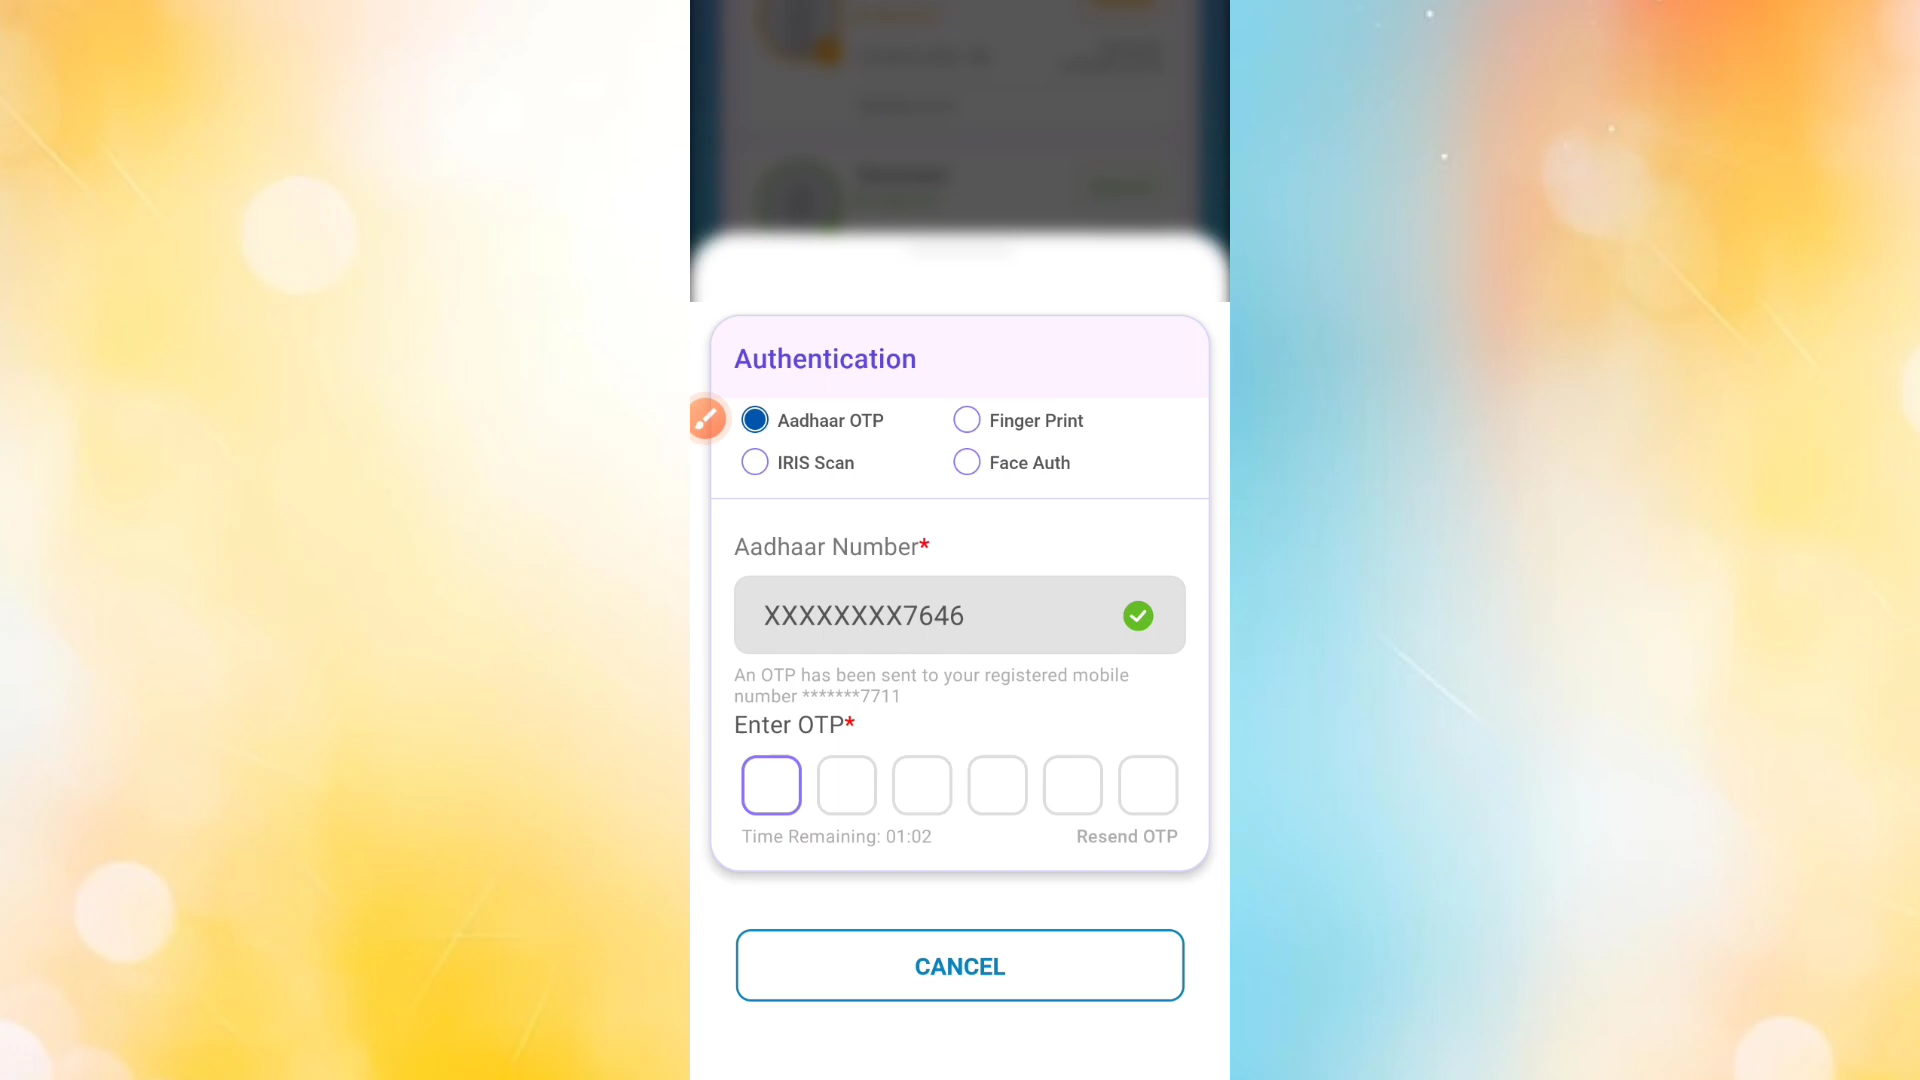 Authentication
Aadhaar OTP
Finger Print
IRIS Scan
Face Auth
Aadhaar Number*
XXXXXXXX7646
An OTP has been sent to your registered mobile
number *******7711
Enter OTP*
Time Remaining: 01:02
Resend OTP
CANCEL